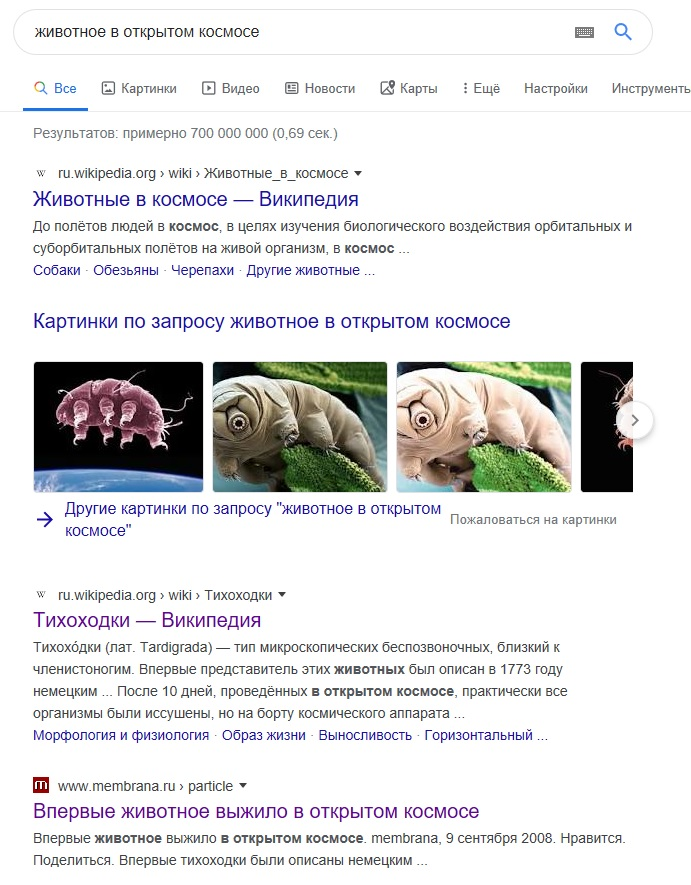 животное в открытом космосе
Все Картинки Видео Новости Карты Ещё Настройки Инструменты
Результатов: примерно 700 000 000 (0,69 сек.)
W ru.wikipedia.org › wiki › Животные_в_космосе
Животные в космосе — Википедия
До полётов людей в космос, в целях изучения биологического воздействия орбитальных и
суборбитальных полётов на живой организм, в космос ...
Собаки · Обезьяны · Черепахи · Другие животные ...
Картинки по запросу животное в открытом космосе
Другие картинки по запросу "животное в открытом
космосе"
Пожаловаться на картинки
W ru.wikipedia.org › wiki › Тихоходки
Тихоходки — Википедия
Тихохо́дки (лат. Tardigrada) — тип микроскопических беспозвоночных, близкий к
членистоногим. Впервые представитель этих животных был описан в 1773 году
немецким ... После 10 дней, проведённых в открытом космосе, практически все
организмы были иссушены, но на борту космического аппарата ...
Морфология и физиология · Образ жизни · Выносливость · Горизонтальный ...
m www.membrana.ru › particle
Впервые животное выжило в открытом космосе
Впервые животное выжило в открытом космосе. membrana, 9 сентября 2008. Нравится.
Поделиться. Впервые тихоходки были описаны немецким ...